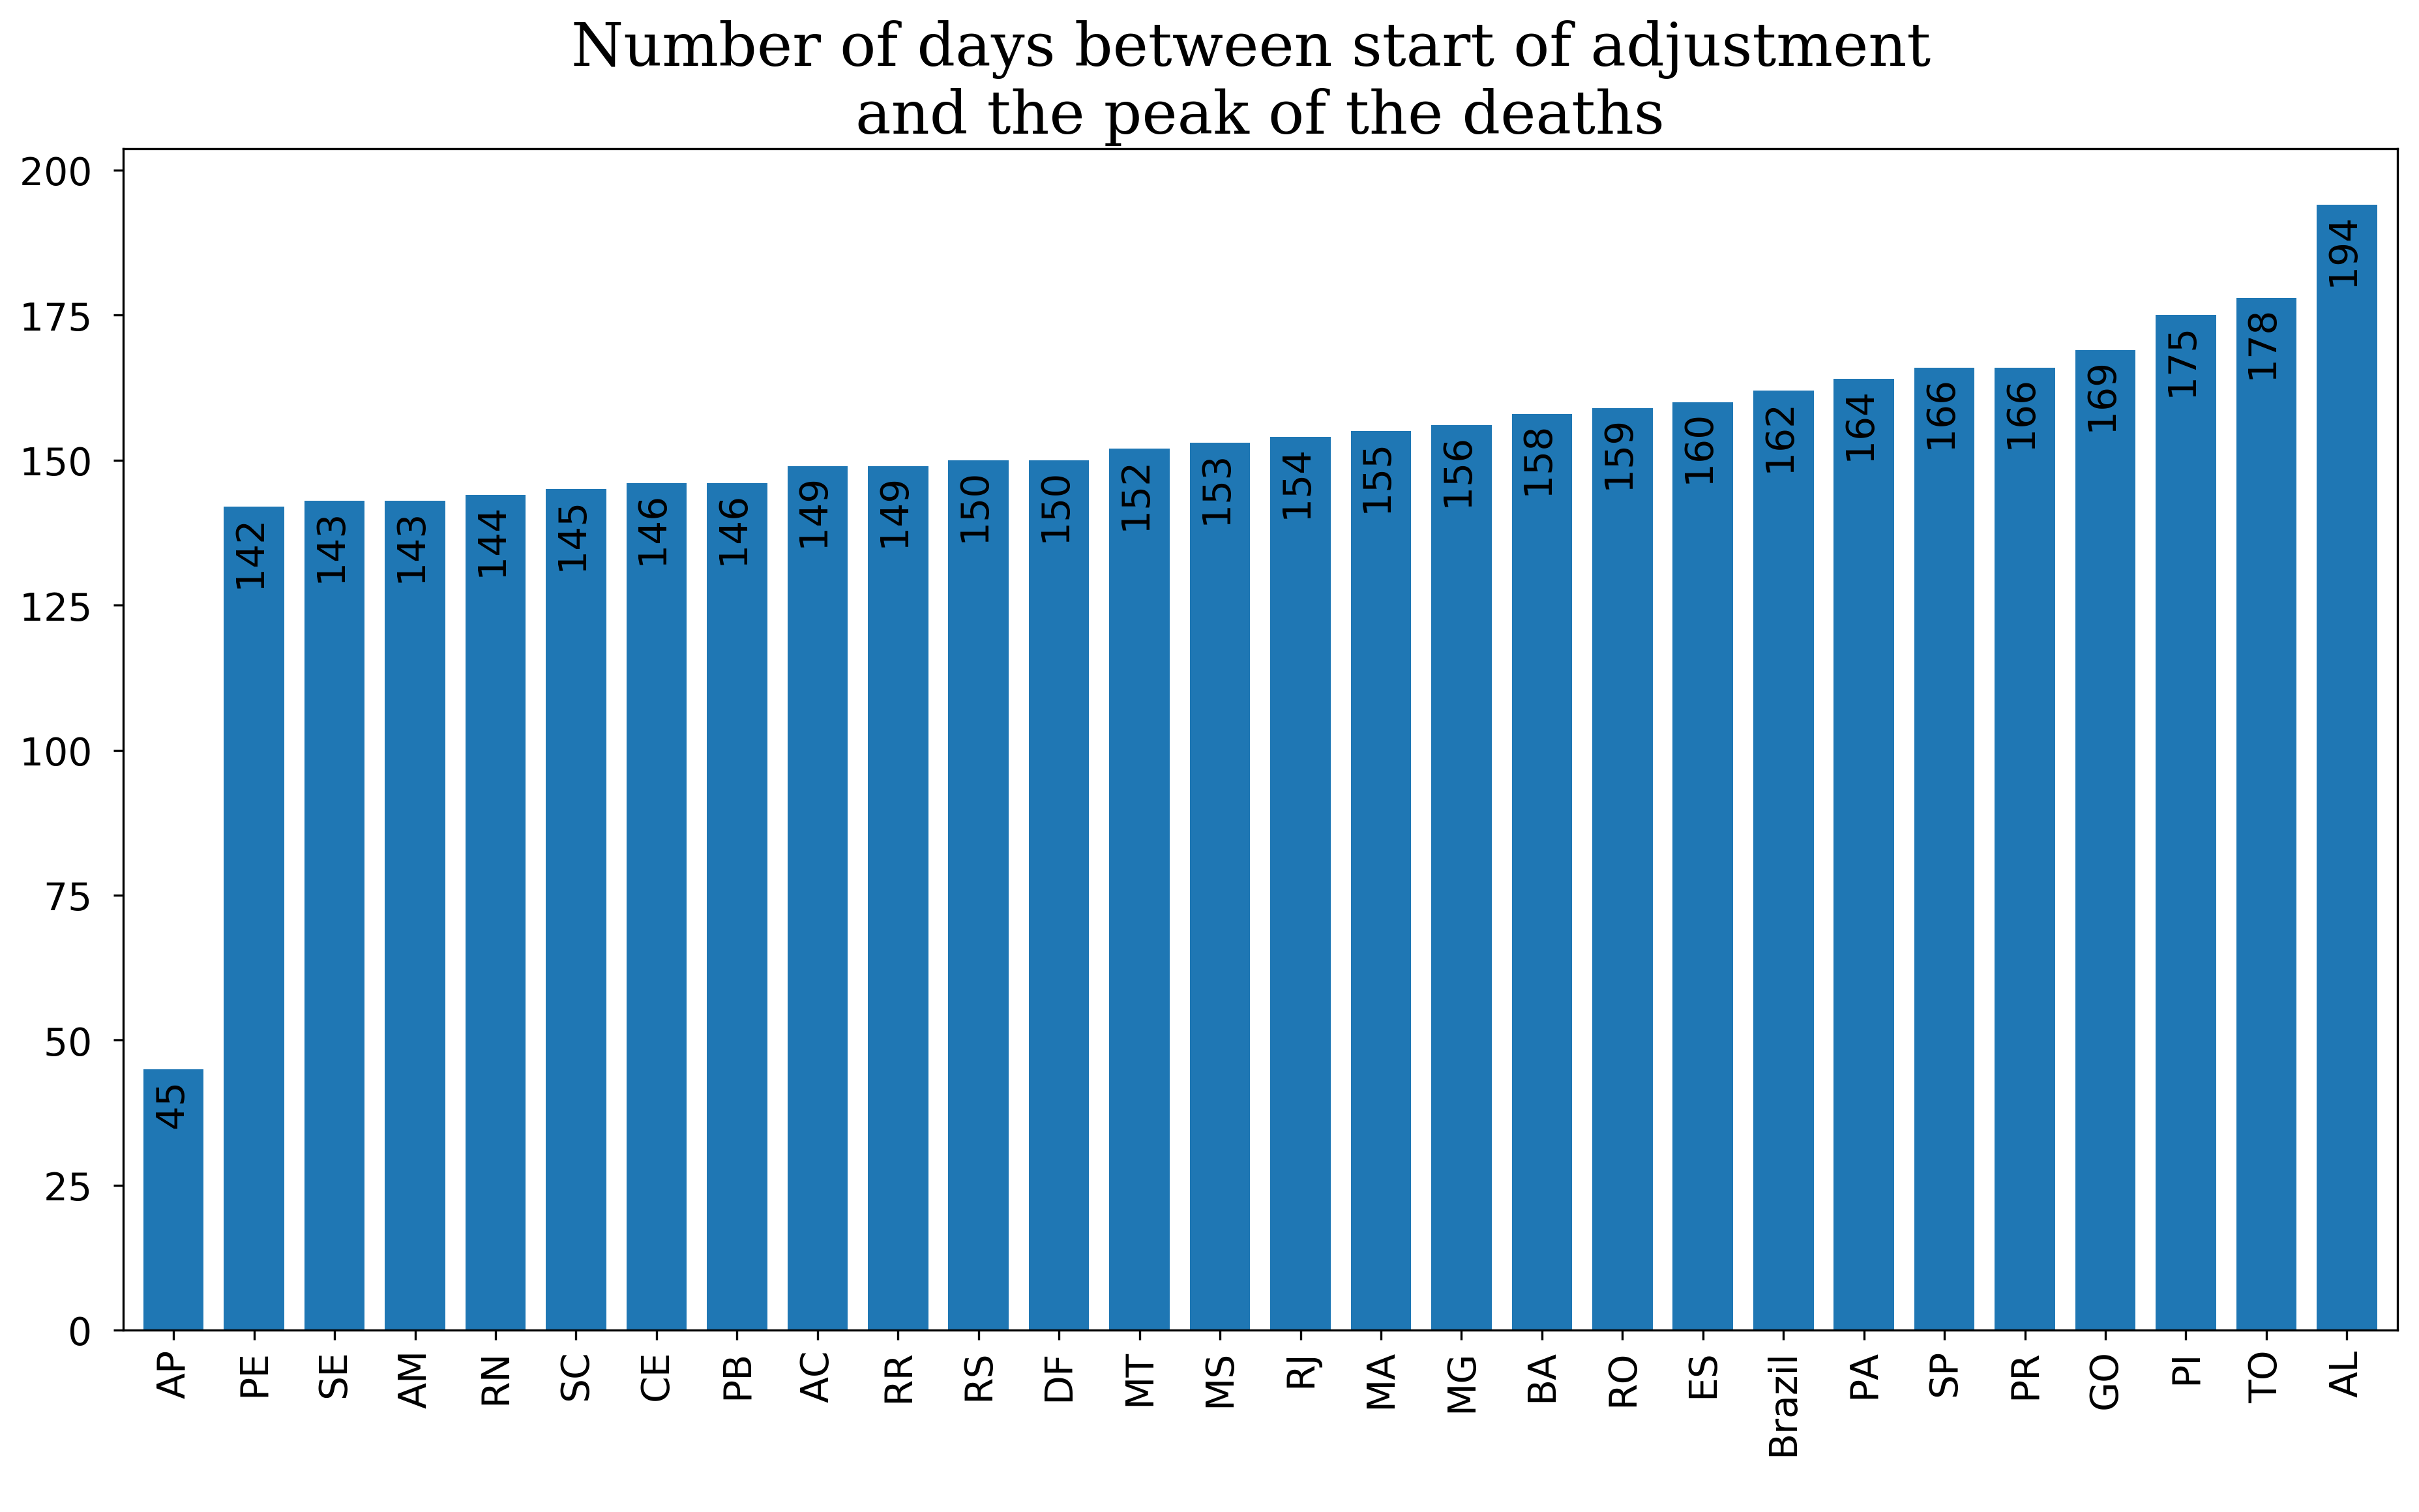 Number of days between start of adjustment
and the peak of the deaths
200
175
150
125
100
75
50
25
0
45
142
143
143
144
145
146
146
149
149
150
150
152
153
154
155
156
158
159
160
162
164
166
166
169
175
178
194
AP
PE
SE
AM
RN
SC
CE
PB
AC
RR
RS
DF
MT
MS
RJ
MA
MG
BA
RO
ES
Brazil
PA
SP
PR
GO
PI
TO
AL